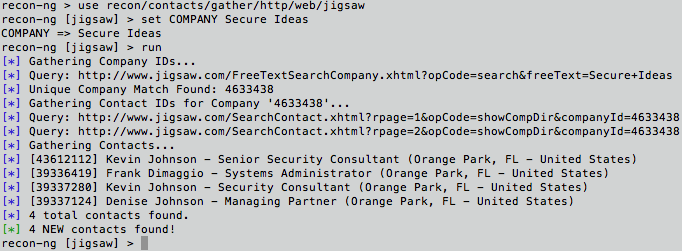 recon-ng > use recon/contacts/gather/http/web/jigsaw
recon-ng [jigsaw] > set COMPANY Secure Ideas
COMPANY => Secure Ideas
recon-ng [jigsaw] > run
[*] Gathering Company IDs...
[*] Query: http://www.jigsaw.com/FreeTextSearchCompany.xhtml?opCode=search&freeText=Secure+Ideas
[*] Unique Company Match Found: 4633438
[*] Gathering Contact IDs for Company '4633438'...
[*] Query: http://www.jigsaw.com/SearchContact.xhtml?rpage=1&opCode=showCompDir&companyId=4633438
[*] Query: http://www.jigsaw.com/SearchContact.xhtml?rpage=2&opCode=showCompDir&companyId=4633438
[*] Gathering Contacts...
[*] [43612112] Kevin Johnson - Senior Security Consultant (Orange Park, FL - United States)
[*] [39336419] Frank Dimaggio - Systems Administrator (Orange Park, FL - United States)
[*] [39337280] Kevin Johnson - Security Consultant (Orange Park, FL - United States)
[*] [39337124] Denise Johnson - Managing Partner (Orange Park, FL - United States)
[*] 4 total contacts found.
[*] 4 NEW contacts found!
recon-ng [jigsaw] >